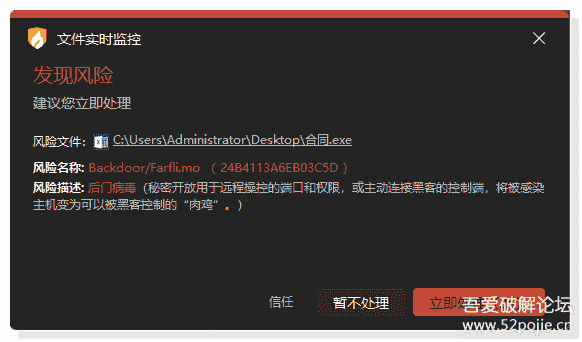 文件实时监控
发现风险
建议您立即处理
风险文件: C:\Users\Administrator\Desktop\合同.exe
风险名称: Backdoor/Farfli.mo （ 24B4113A6EB03C5D ）
风险描述: 后门病毒（秘密开放用于远程操控的端口和权限，或主动连接黑客的控制端，将被感染
主机变为可以被黑客控制的“肉鸡”。）
信任
暂不处理
立即处
吾爱破解论坛
www.52pojie.cn